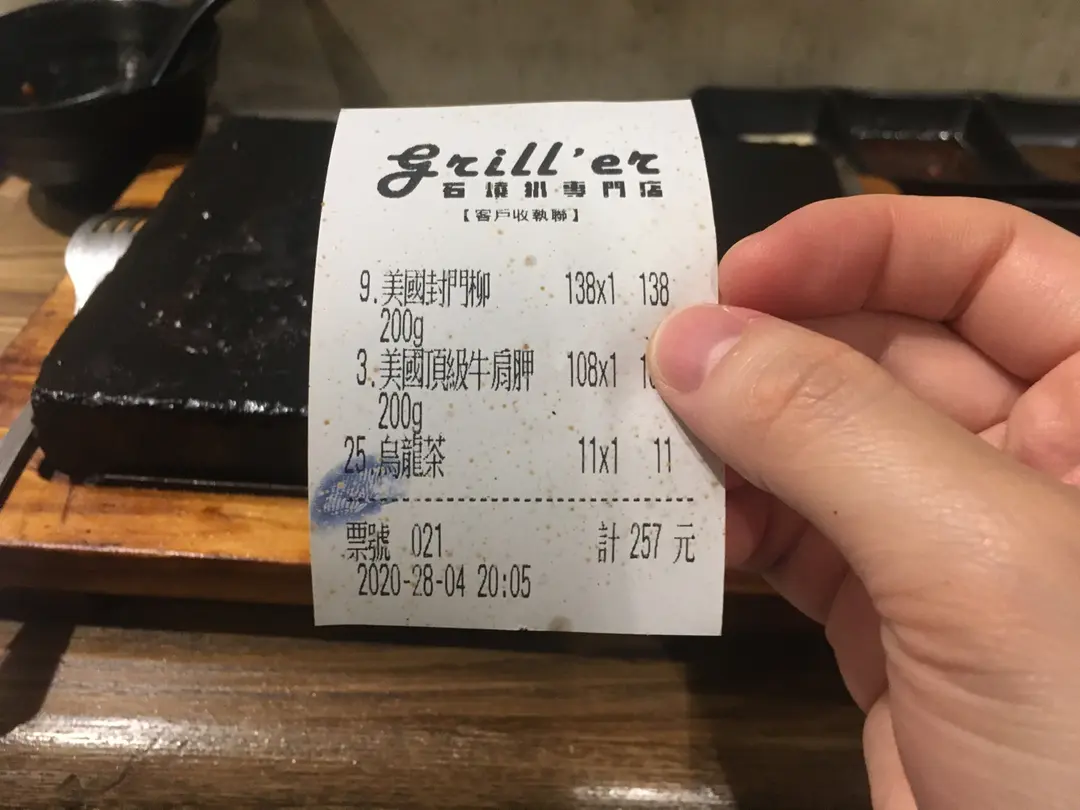 Grill'er
石燒扒專門店
【客戶收執聯】
9.美國封門柳 138x1 138
200g
3.美國頂級牛肩胛 108x1
200g
25.烏龍茶 11x1 11
票號 021 計 257 元
2020-28-04 20:05